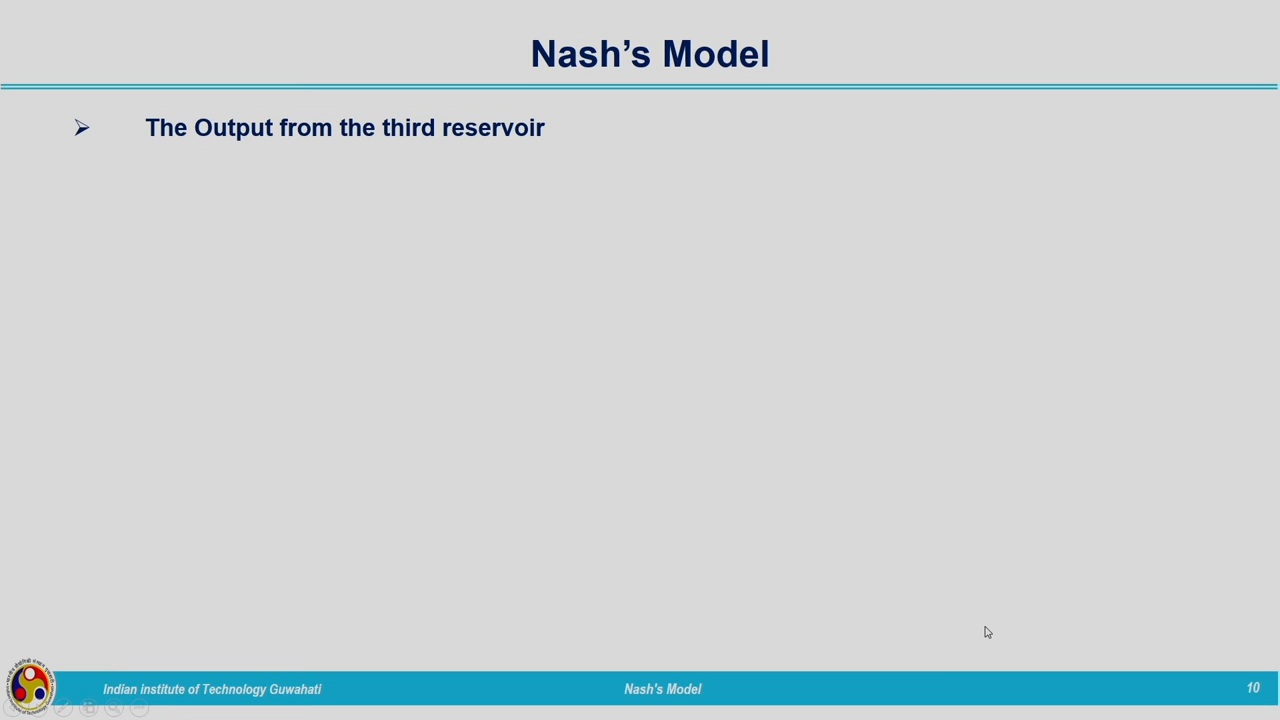 Nash’s Model
The Output from the third reservoir
Indian institute of Technology Guwahati
Nash's Model
10